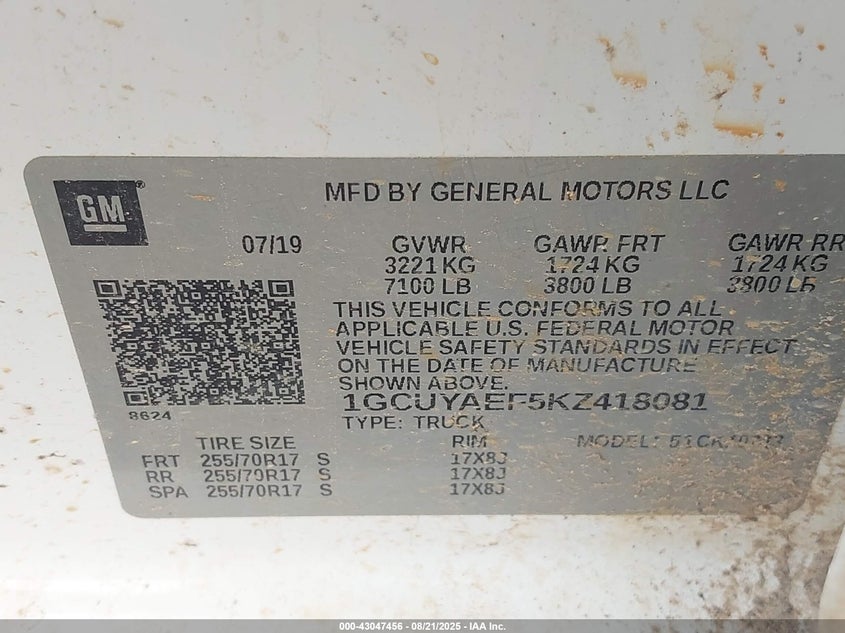 GM
MFD BY GENERAL MOTORS LLC
07/19 GVWR GAWR FRT GAWR RR
3221 KG 1724 KG 1724 KG
7100 LB 3800 LB 3800 LB
THIS VEHICLE CONFORMS TO ALL
APPLICABLE U.S. FEDERAL MOTOR
VEHICLE SAFETY STANDARDS IN EFFECT
ON THE DATE OF MANUFACTURE
SHOWN ABOVE.
8624 1GCUYAEF5KZ418081
TYPE: TRUCK
TIRE SIZE RIM MODEL:
FRT 255/70R17 S 17X8J
RR 255/70R17 S 17X8J
SPA 255/70R17 S 17X8J
000-43047456 - 08/21/2025 - IAA Inc.